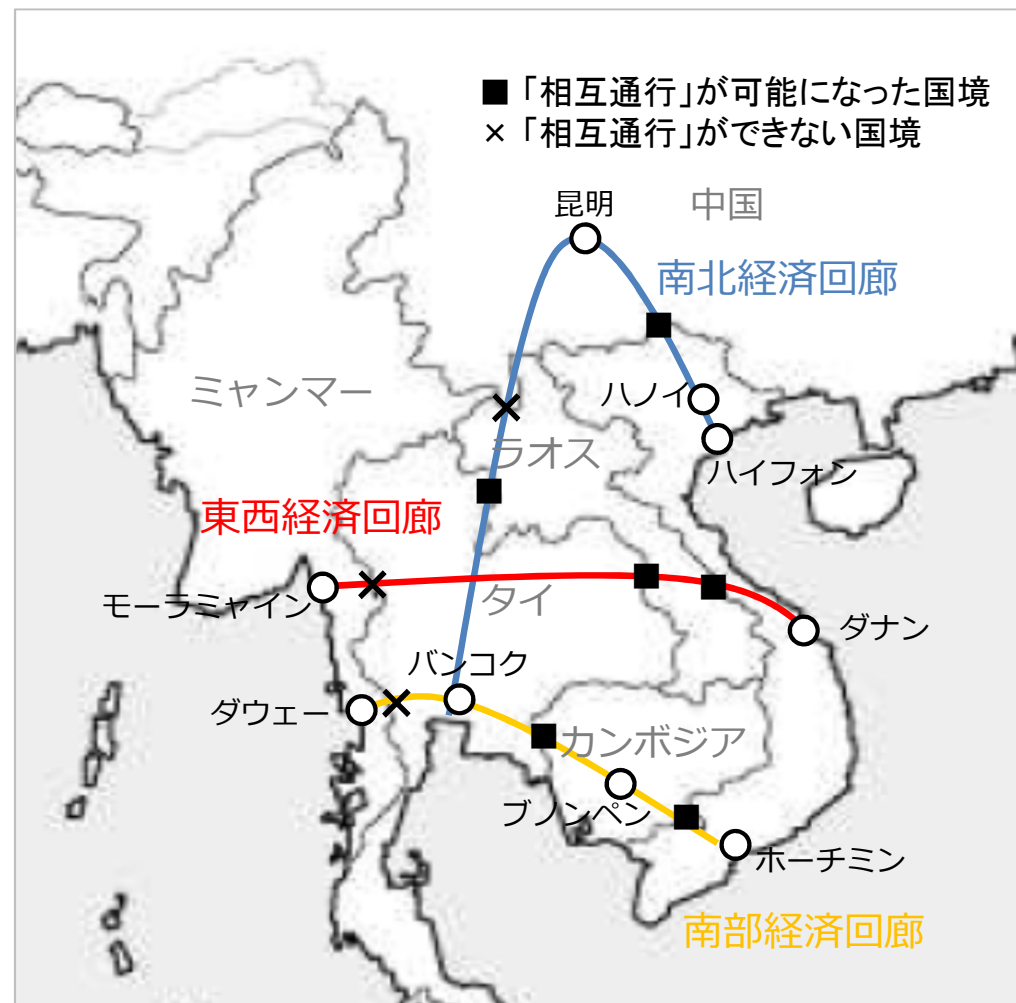 ■ 「相互通行」が可能になった国境
× 「相互通行」ができない国境
昆明
中国
南北経済回廊
ミャンマー
ハノイ
ラオス
ハイフォン
東西経済回廊
タイ
モーラミャイン
ダナン
バンコク
ダウェー
カンボジア
プノンペン
ホーチミン
南部経済回廊